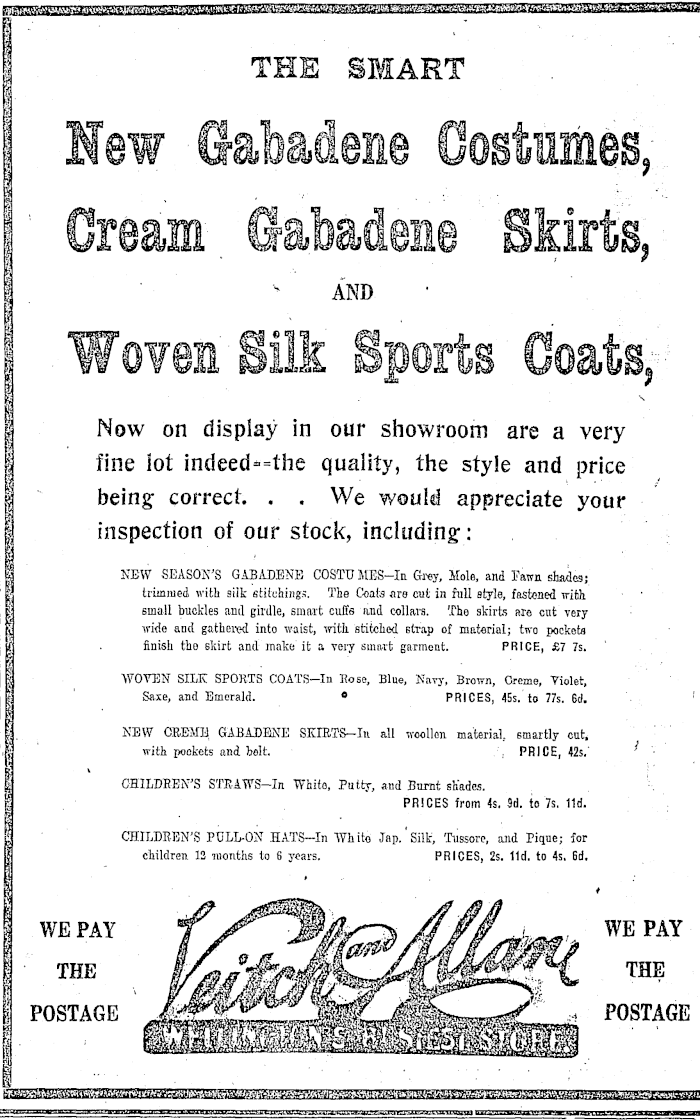 THE SMART
New Gabadene Costumes,
Cream Gabadene Skirts,
AND
Woven Silk Sports Coats,
Now on display in our showroom are a very
fine lot indeed--the quality, the style and price
being correct. . . We would appreciate your
inspection of our stock, including:
NEW SEASON'S GABADENE COSTUMES—In Grey, Mole, and Fawn shades;
trimmed with silk stitchings. The Coats are cut in full style, fastened with
small buckles and girdle, smart cuffs and collars. The skirts are cut very
wide and gathered into waist, with stitched strap of material; two pockets
finish the skirt and make it a very smart garment. PRICE, £7 7s.
WOVEN SILK SPORTS COATS—In Rose, Blue, Navy, Brown, Creme, Violet,
Saxe, and Emerald. PRICES, 45s. to 77s. 6d.
NEW CREME GABADENE SKIRTS—In all woollen material, smartly cut,
with pockets and belt. PRICE, 42s.
CHILDREN'S STRAWS—In White, Putty, and Burnt shades.
PRICES from 4s. 9d. to 7s. 11d.
CHILDREN'S PULL-ON HATS—In White Jap. Silk, Tussore, and Pique; for
children 12 months to 6 years. PRICES, 2s. 11d. to 4s. 6d.
WE PAY
THE
POSTAGE
Veitch and Allan
WELLINGTON'S BUSIEST STORE.
WE PAY
THE
POSTAGE